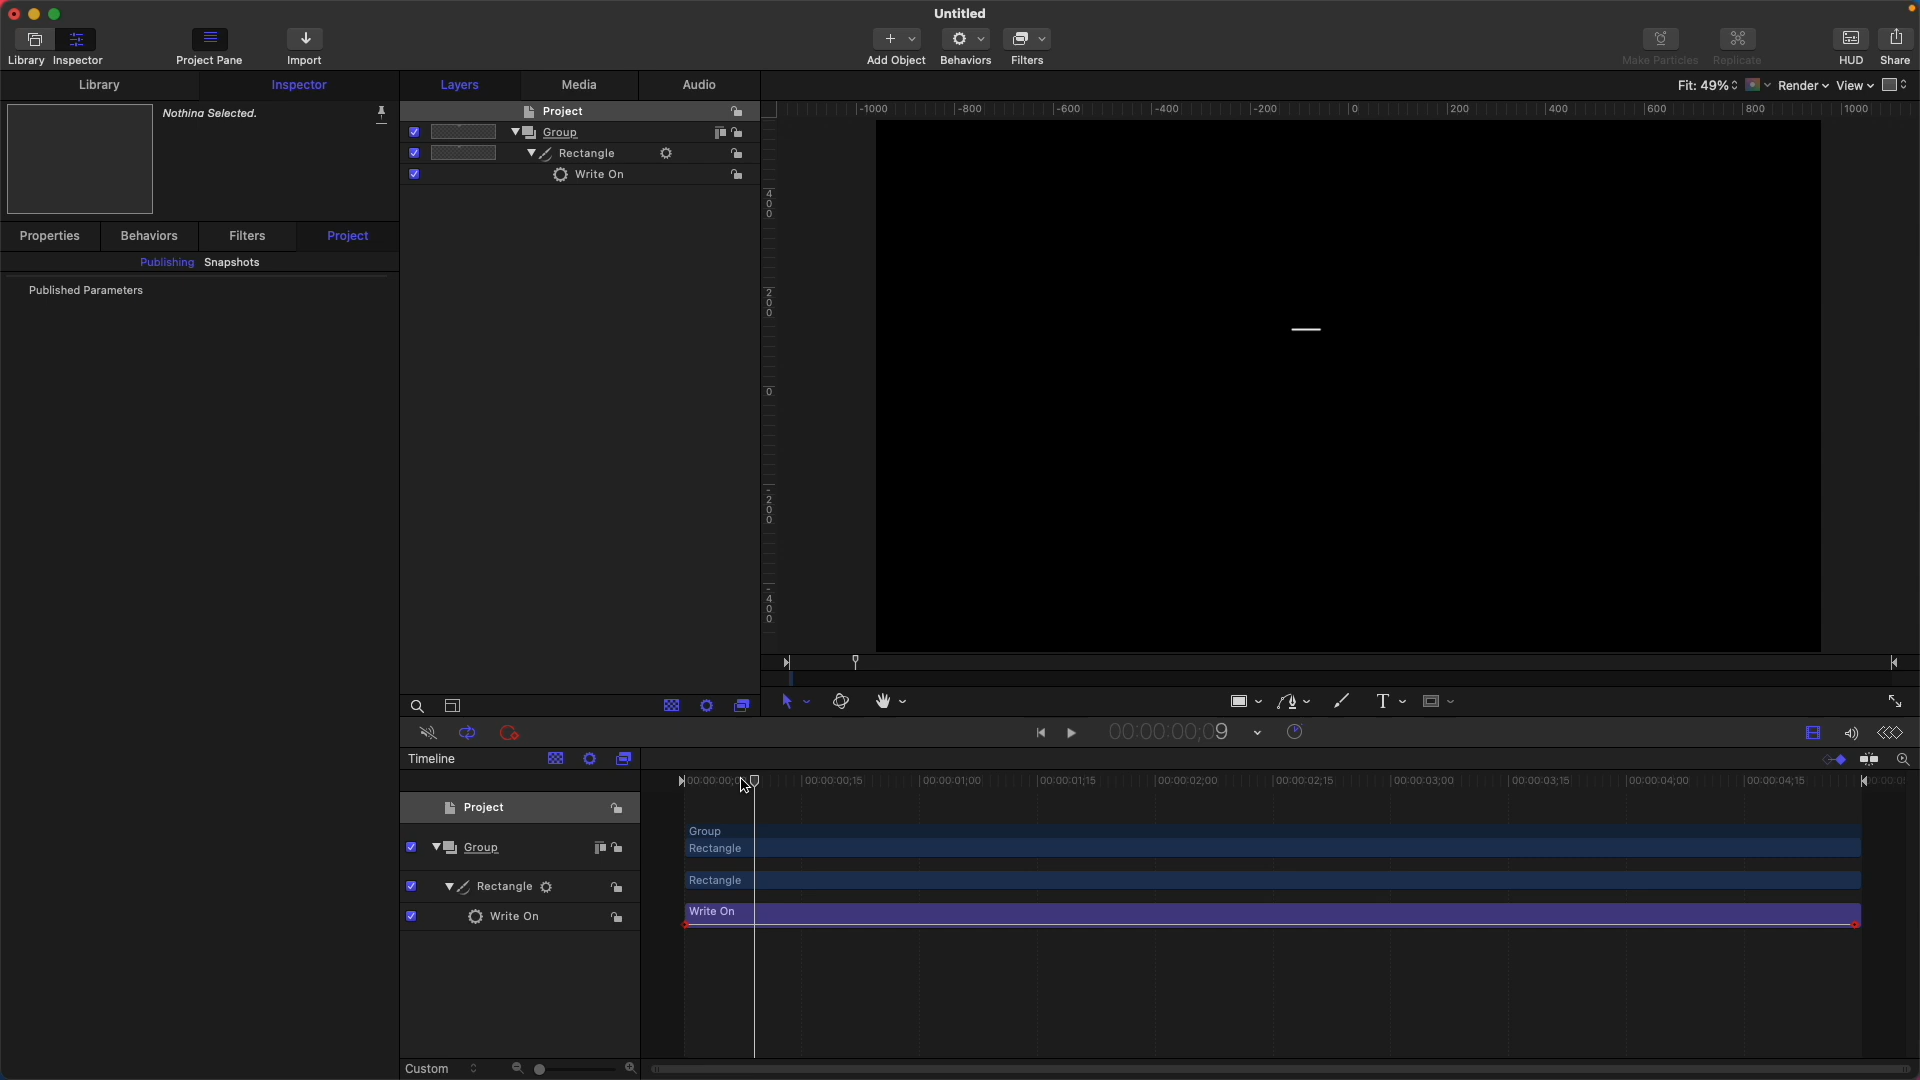 Untitled
Library Inspector
Project Pane
Import
Add Object
Behaviors
Filters
Make Particles
Replicate
HUD
Share
Library
Inspector
Layers
Media
Audio
Fit: 49%
Render
View
Nothing Selected.
Project
Group
Rectangle
Write On
-1000
-800
-600
-400
-200
0
200
400
600
800
1000
400
200
0
-200
-400
Properties
Behaviors
Filters
Project
Publishing Snapshots
Published Parameters
T
00:00:00;09
Timeline
00:00:00;15
00:00:01;00
00:00:01;15
00:00:02;00
00:00:02;15
00:00:03;00
00:00:03;15
00:00:04;00
00:00:04;15
Project
Group
Group
Rectangle
Rectangle
Rectangle
Write On
Write On
Custom